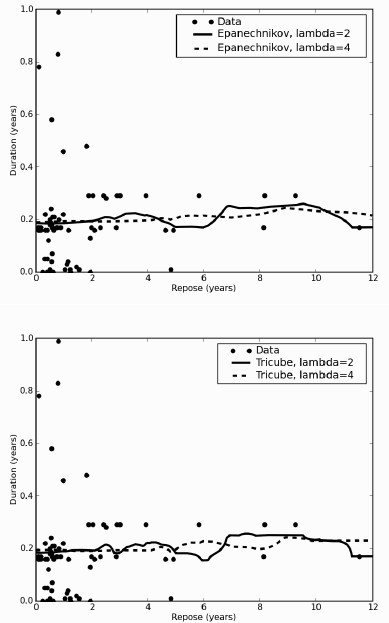 1.0
Data
Epanechnikov, lambda=2
Epanechnikov, lambda=4
0.8
0.6
Duration (years)
0.4
0.2
0.0
0 2 4 6 8 10 12
Repose (years)
1.0
Data
Tricube, lambda=2
Tricube, lambda=4
0.8
0.6
Duration (years)
0.4
0.2
0.0
0 2 4 6 8 10 12
Repose (years)